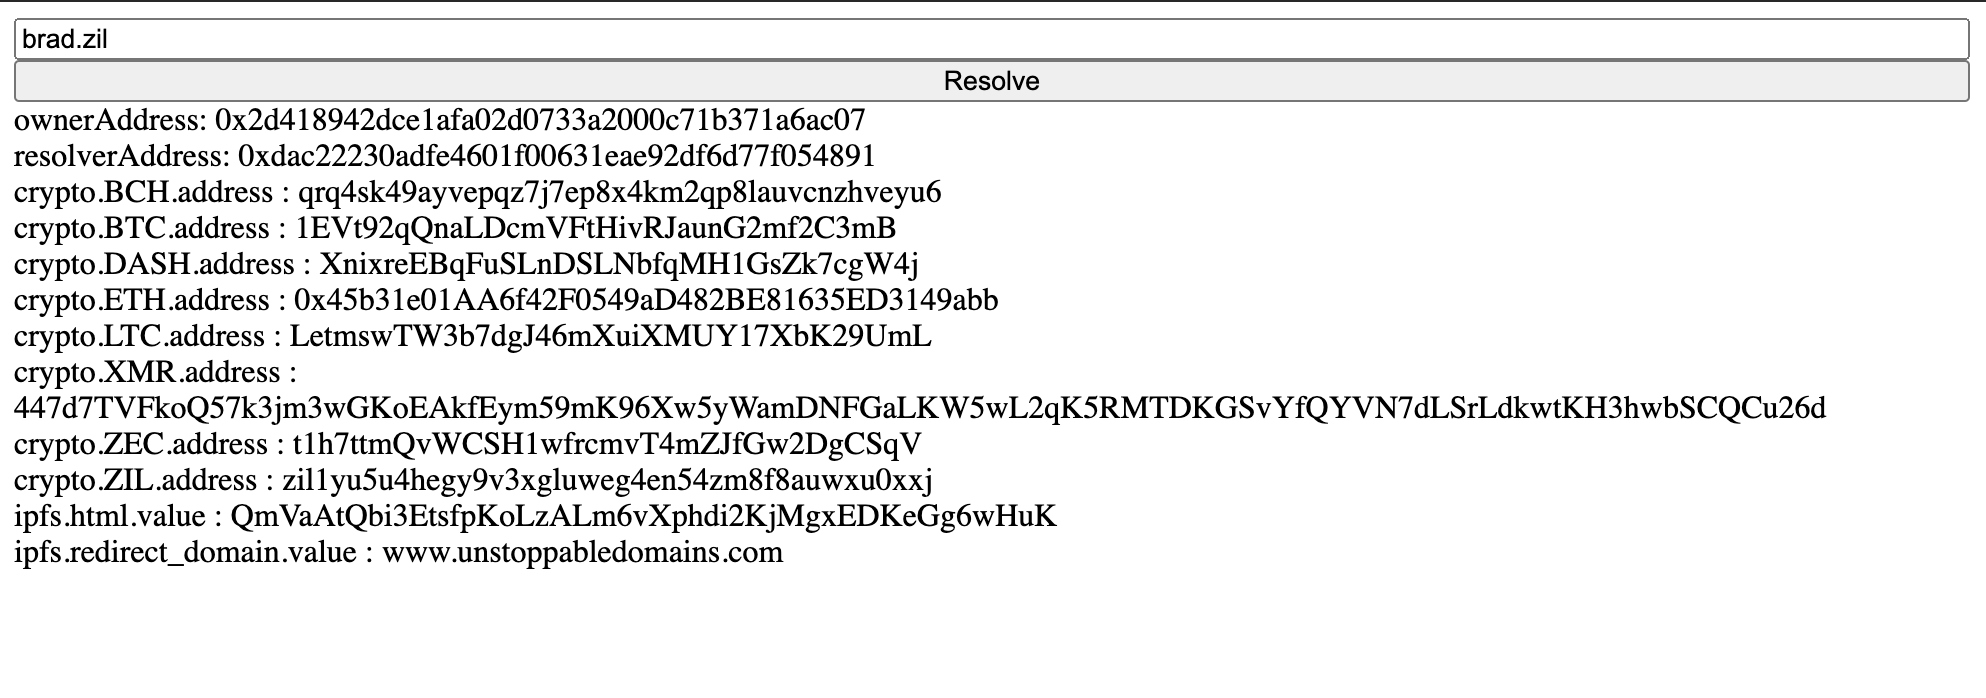 brad.zil
Resolve
ownerAddress: 0x2d418942dce1afa02d0733a2000c71b371a6ac07
resolverAddress: 0xdac22230adfe4601f00631eae92df6d77f054891
crypto.BCH.address : qrq4sk49ayvepqz7j7ep8x4km2qp8lauvcnzhveyu6
crypto.BTC.address : 1EVt92qQnaLDcmVFtHivRJaunG2mf2C3mB
crypto.DASH.address : XnixreEBqFuSLnDSLNbfqMH1GsZk7cgW4j
crypto.ETH.address : 0x45b31e01AA6f42F0549aD482BE81635ED3149abb
crypto.LTC.address : LetmswTW3b7dgJ46mXuiXMUY17XbK29UmL
crypto.XMR.address :
447d7TVFkoQ57k3jm3wGKoEAkfEym59mK96Xw5yWamDNFGaLKW5wL2qK5RMTDKGSvYfQYVN7dLSrLdkwtKH3hwbSCQCu26d
crypto.ZEC.address : t1h7ttmQvWCSH1wfrcmvT4mZJfGw2DgCSqV
crypto.ZIL.address : zil1yu5u4hegy9v3xgluweg4en54zm8f8auwxu0xxj
ipfs.html.value : QmVaAtQbi3EtsfpKoLzALm6vXphdi2KjMgxEDKeGg6wHuK
ipfs.redirect_domain.value : www.unstoppabledomains.com